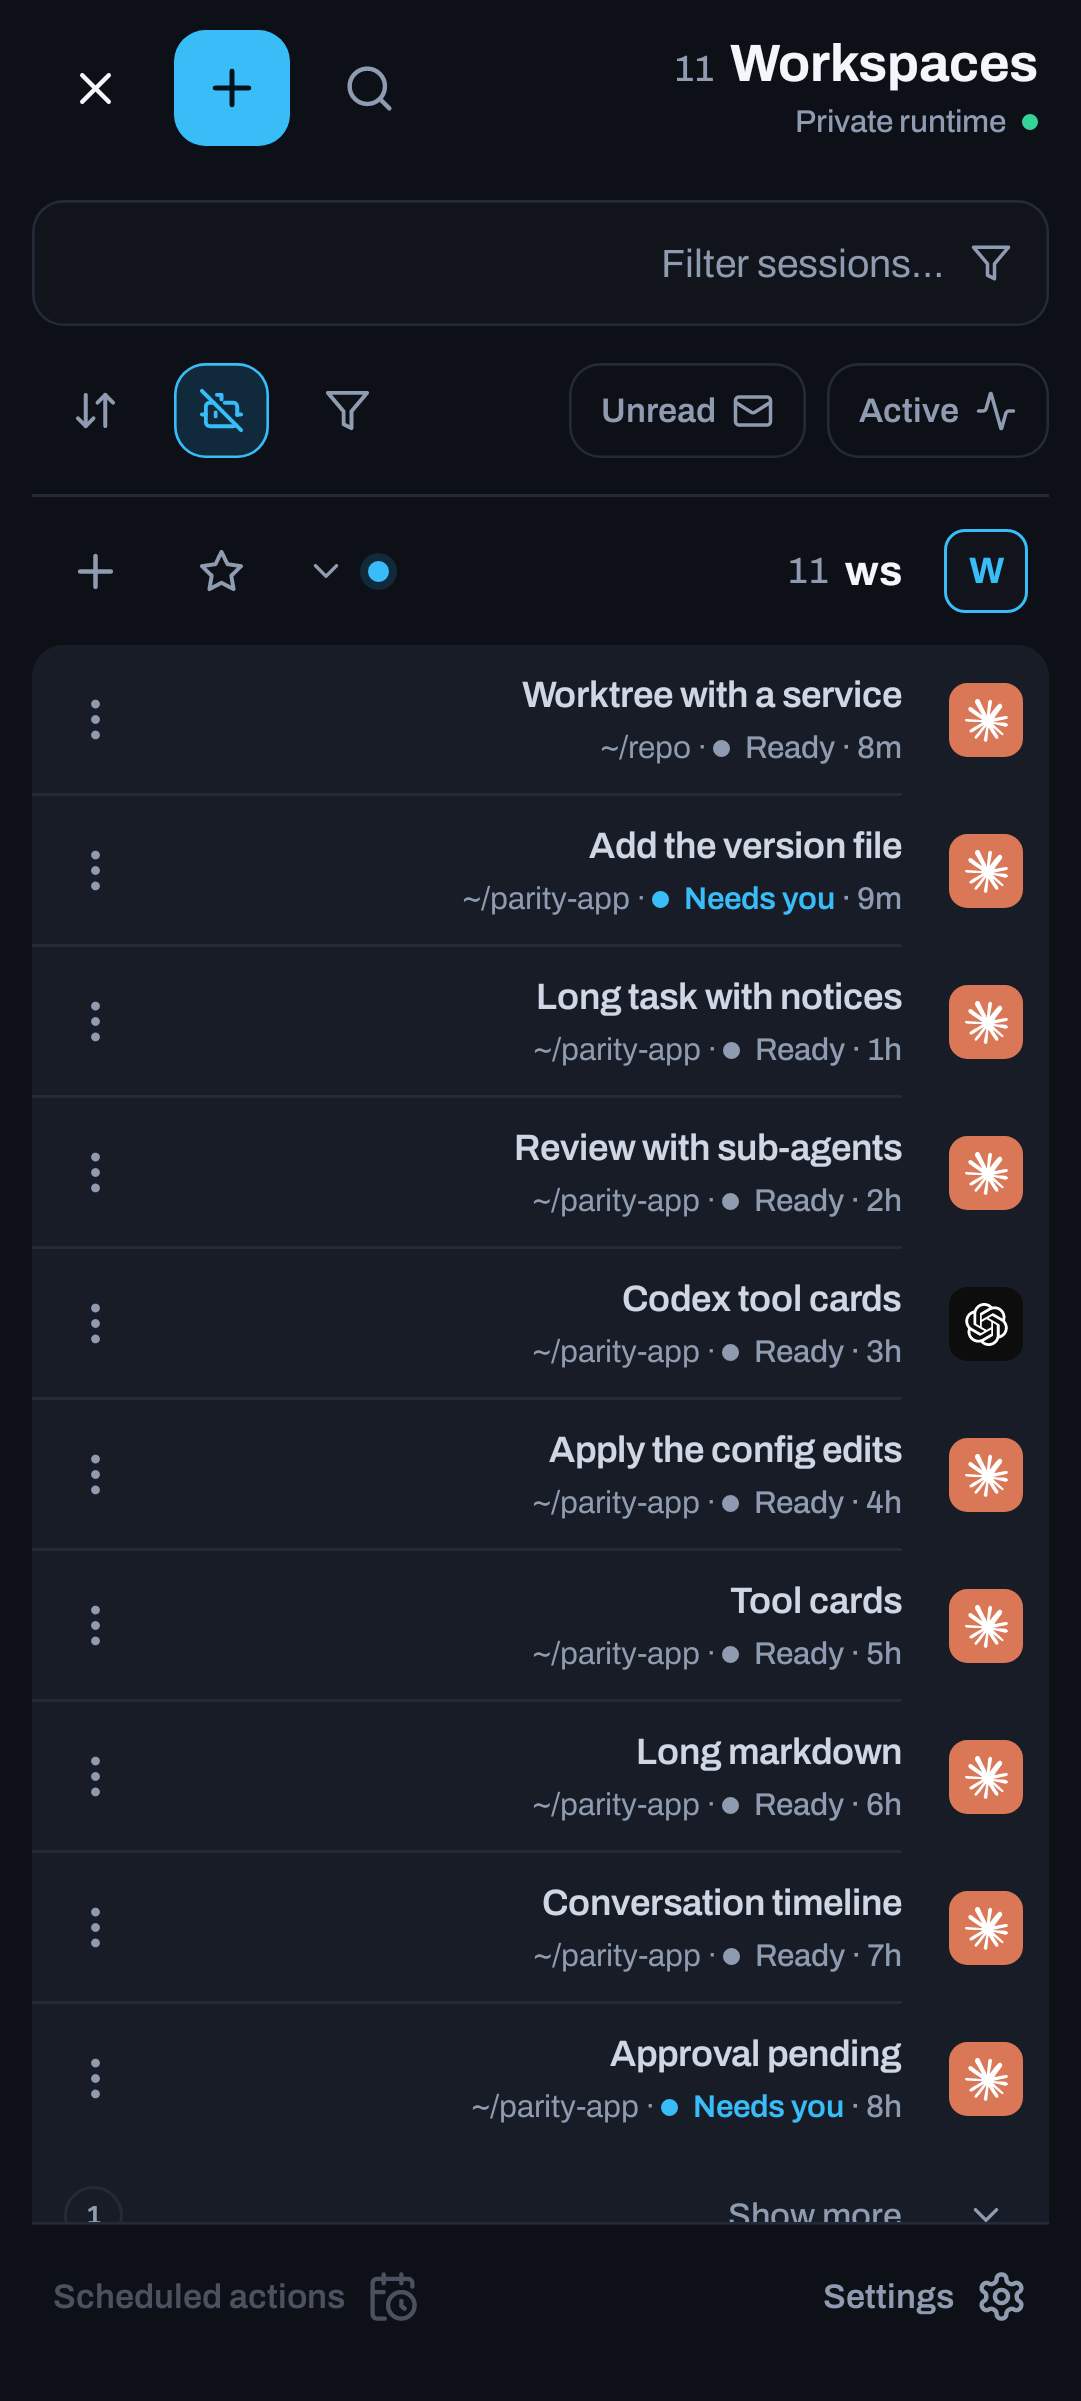 11 Workspaces
Private runtime
Filter sessions...
Unread
Active
11 ws
W
Worktree with a service
~/repo · Ready · 8m
Add the version file
~/parity-app · Needs you · 9m
Long task with notices
~/parity-app · Ready · 1h
Review with sub-agents
~/parity-app · Ready · 2h
Codex tool cards
~/parity-app · Ready · 3h
Apply the config edits
~/parity-app · Ready · 4h
Tool cards
~/parity-app · Ready · 5h
Long markdown
~/parity-app · Ready · 6h
Conversation timeline
~/parity-app · Ready · 7h
Approval pending
~/parity-app · Needs you · 8h
1 Show more
Scheduled actions
Settings